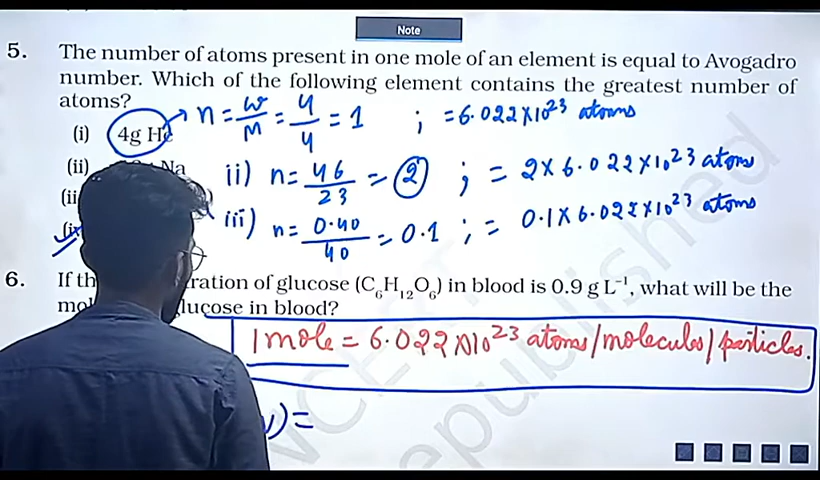 Note
5. The number of atoms present in one mole of an element is equal to Avogadro
number. Which of the following element contains the greatest number of
atoms?
(i) 4g He
n = w/M = 4/4 = 1 ; = 6.022×10²³ atoms
(ii) Na
ii) n = 46/23 = 2 ; = 2×6.022×10²³ atoms
iii) n = 0.40/40 = 0.1 ; = 0.1×6.022×10²³ atoms
6. If th ration of glucose (C₆H₁₂O₆) in blood is 0.9 g L⁻¹, what will be the
mo lucose in blood?
1 mole = 6.022×10²³ atoms/molecules/particles.
) =
NCERT
republished